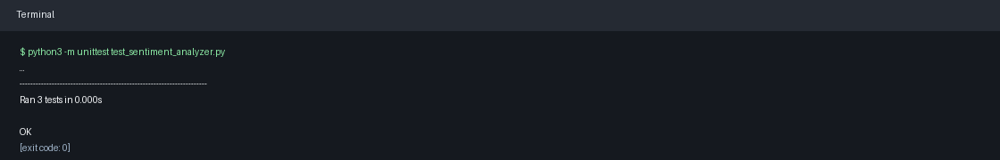 Terminal
$ python3 -m unittest test_sentiment_analyzer.py
...
----------------------------------------------------------------------
Ran 3 tests in 0.000s
OK
[exit code: 0]